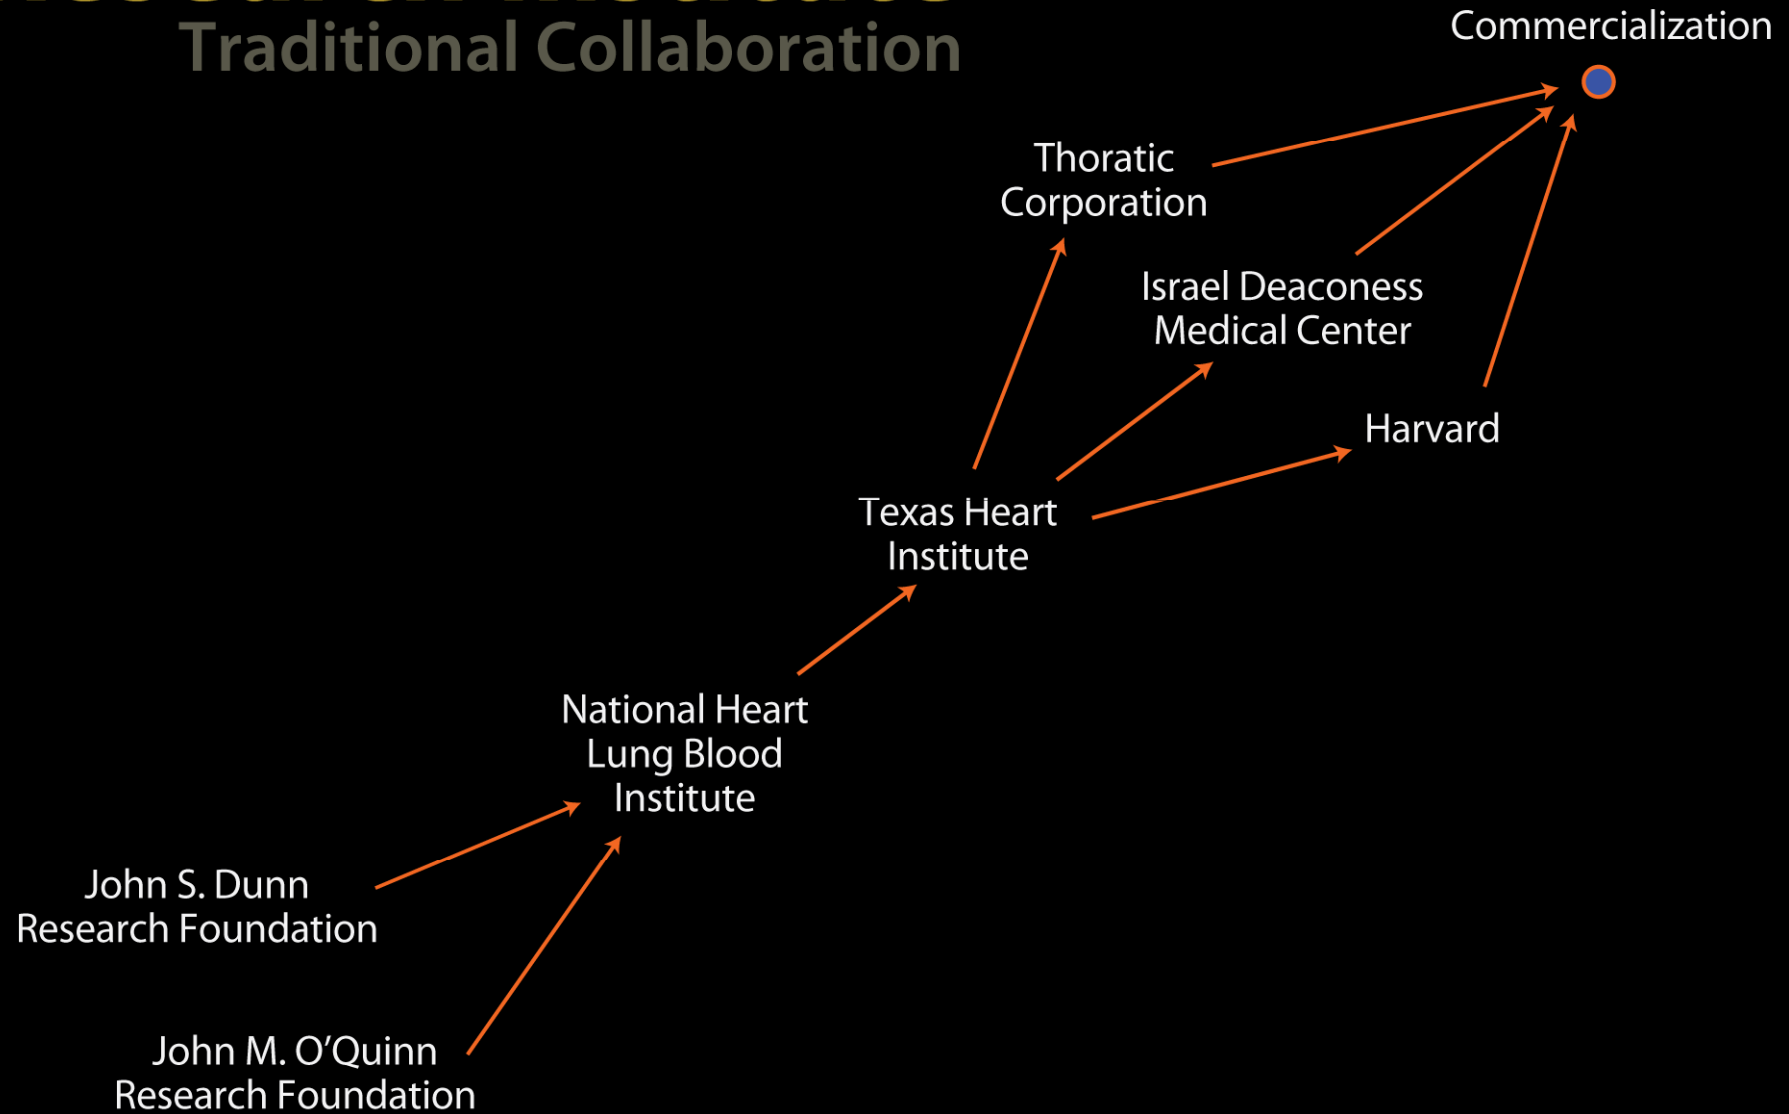 Traditional Collaboration
Commercialization
Thoratic
Corporation
Israel Deaconess
Medical Center
Harvard
Texas Heart
Institute
National Heart
Lung Blood
Institute
John S. Dunn
Research Foundation
John M. O’Quinn
Research Foundation